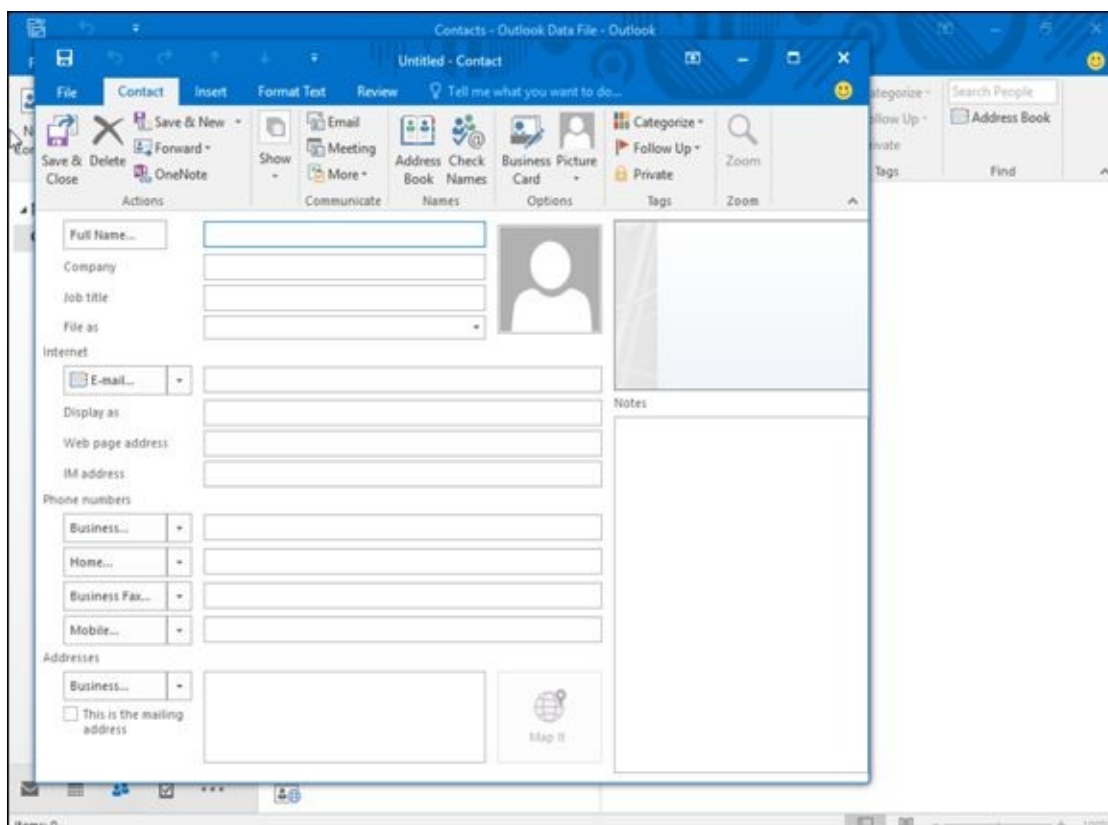 Contacts - Outlook Data File - Outlook
Untitled - Contact
File Contact Insert Format Text Review Tell me what you want to do...
Save & Close
Delete
Save & New
Forward
OneNote
Actions
Show
Email
Meeting
More
Communicate
Address Book
Check Names
Names
Business Card
Picture
Options
Categorize
Follow Up
Private
Tags
Zoom
Zoom
Search People
Address Book
Tags
Find
Full Name...
Company
Job title
File as
Internet
E-mail...
Display as
Web page address
IM address
Phone numbers
Business...
Home...
Business Fax...
Mobile...
Addresses
Business...
This is the mailing address
Map It
Notes